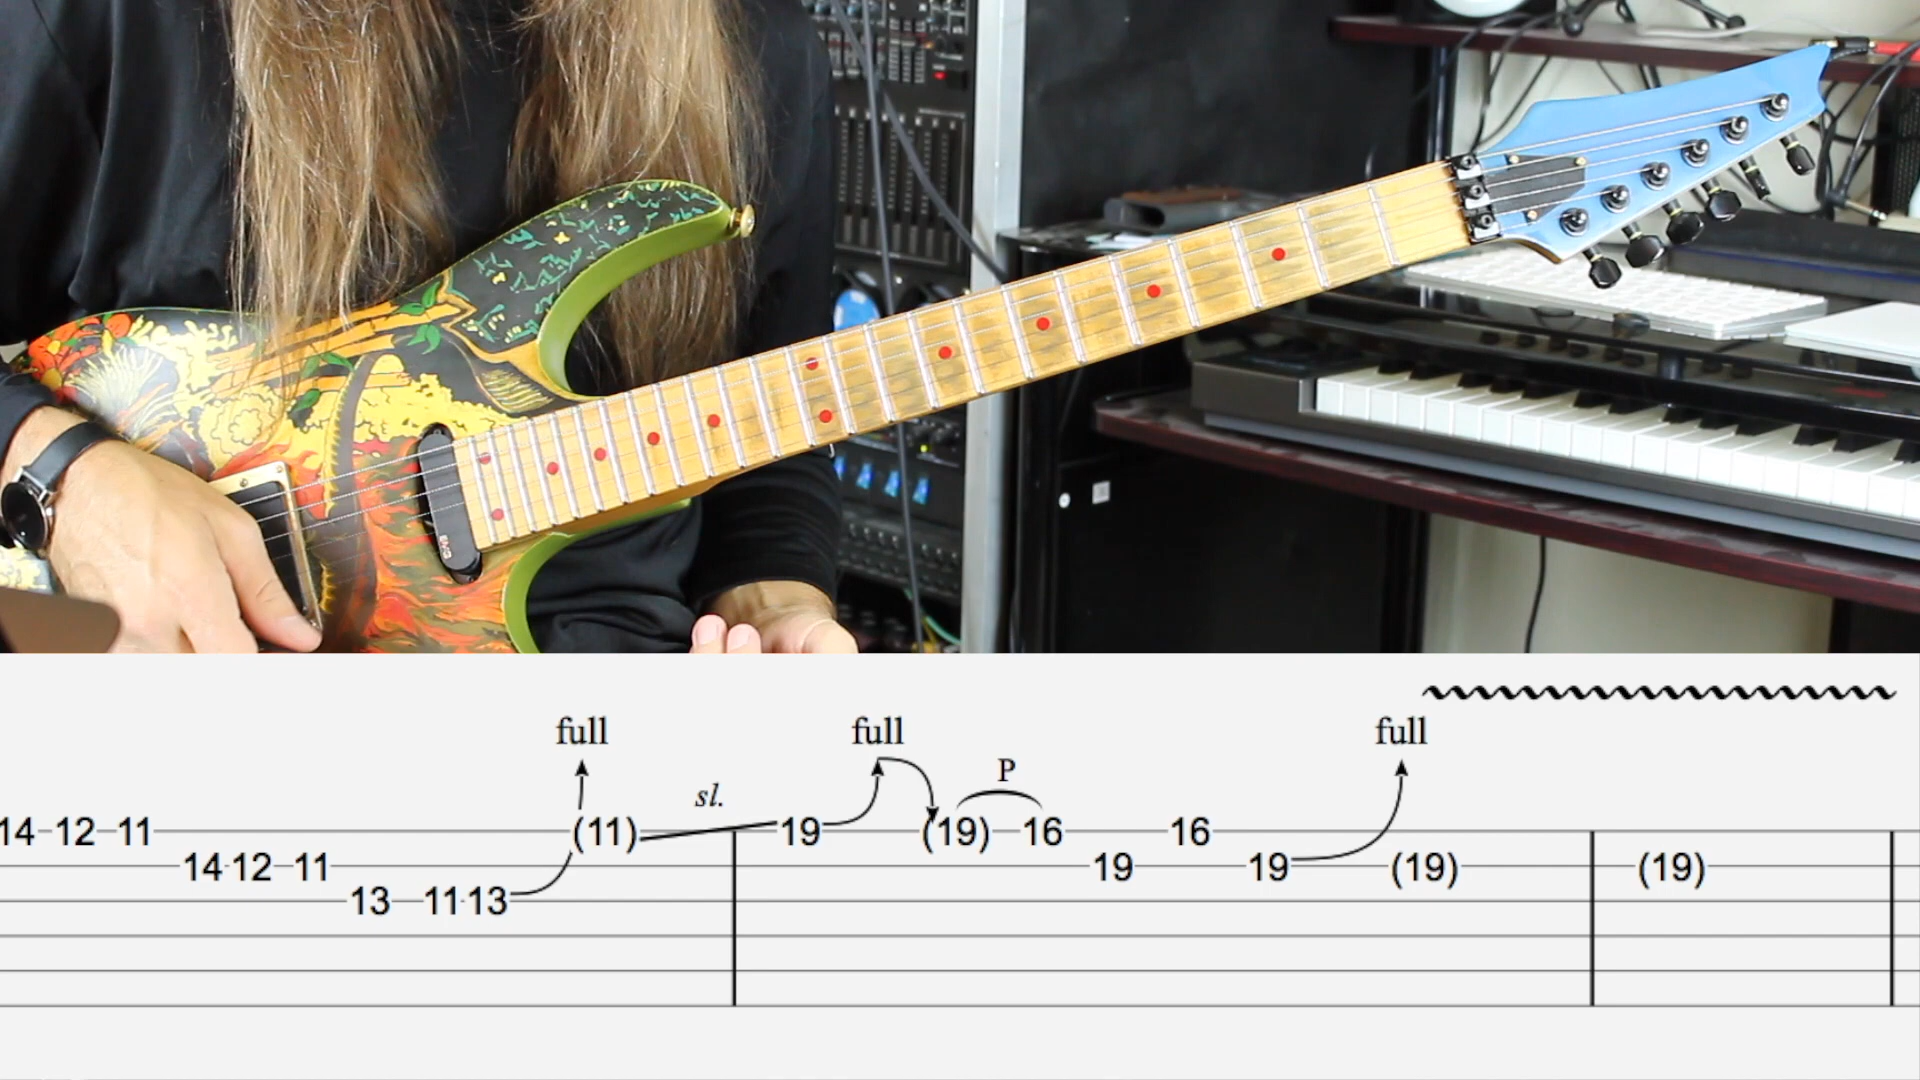 full full full
sl. P
14 12 11 (11) 19 (19) 16 16
14 12 11 19 19 (19) (19)
13 11 13